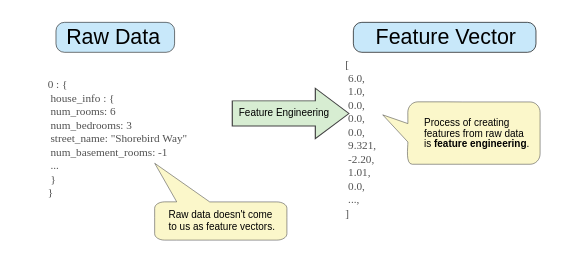 Raw Data
Feature Vector
0 : {
house_info : {
num_rooms: 6
num_bedrooms: 3
street_name: "Shorebird Way"
num_basement_rooms: -1
...
}
}
Raw data doesn't come
to us as feature vectors.
Feature Engineering
[
6.0,
1.0,
0.0,
0.0,
0.0,
9.321,
-2.20,
1.01,
0.0,
...,
]
Process of creating
features from raw data
is feature engineering.